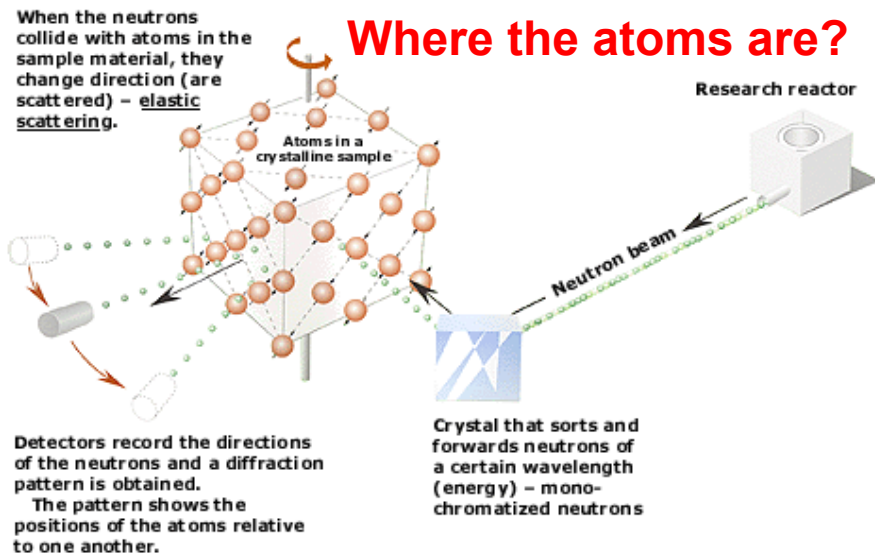 When the neutrons
collide with atoms in the
sample material, they
change direction (are
scattered) – elastic
scattering.
Where the atoms are?
Research reactor
Atoms in a
crystalline sample
Neutron beam
Detectors record the directions
of the neutrons and a diffraction
pattern is obtained.
The pattern shows the
positions of the atoms relative
to one another.
Crystal that sorts and
forwards neutrons of
a certain wavelength
(energy) – mono-
chromatized neutrons